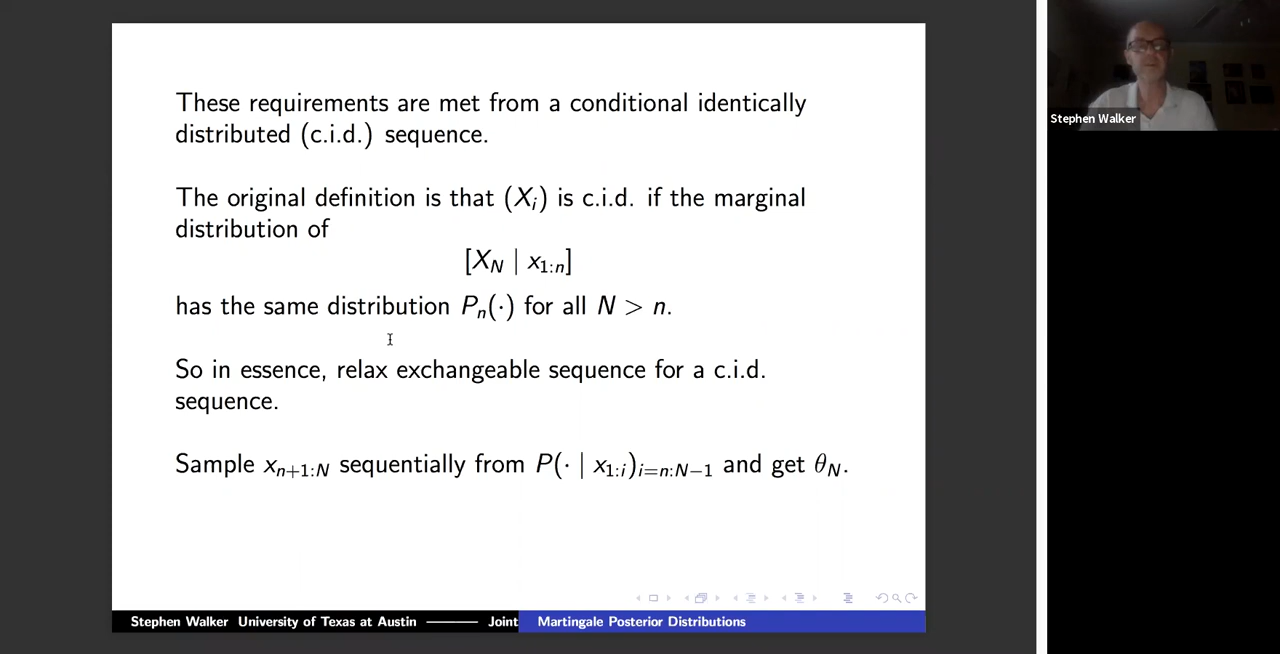 These requirements are met from a conditional identically
distributed (c.i.d.) sequence.
The original definition is that (X_i) is c.i.d. if the marginal
distribution of
[X_N | x_{1:n}]
has the same distribution P_n(·) for all N > n.
So in essence, relax exchangeable sequence for a c.i.d.
sequence.
Sample x_{n+1:N} sequentially from P(· | x_{1:i})_{i=n:N−1} and get θ_N.
Stephen Walker University of Texas at Austin ——— Joint
Martingale Posterior Distributions
Stephen Walker